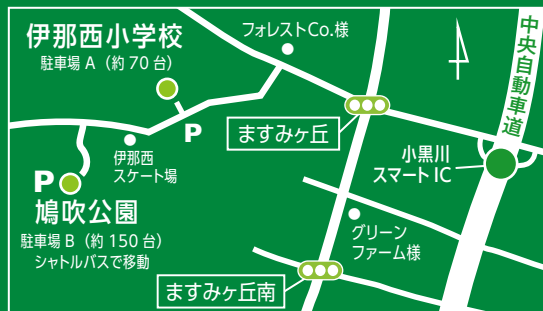 伊那西小学校
駐車場 A（約 70 台）
フォレストCo.様
中央自動車道
P
ますみヶ丘
伊那西
スケート場
小黒川
スマート IC
P
鳩吹公園
駐車場 B（約 150 台）
シャトルバスで移動
グリーン
ファーム様
ますみヶ丘南